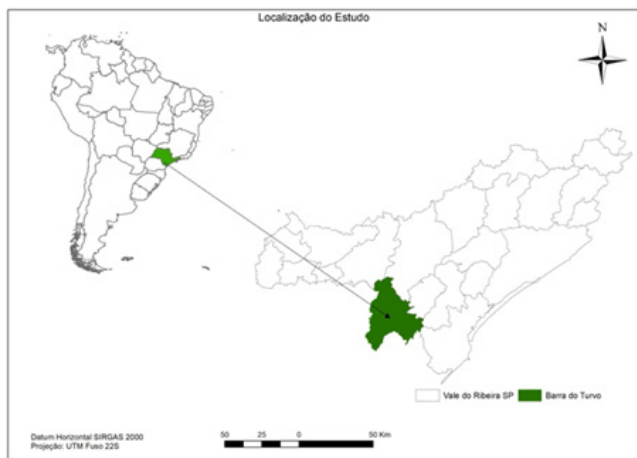 Localização do Estudo
N
Vale do Ribeira SP
Barra do Turvo
Datum Horizontal SIRGAS 2000
Projeção: UTM Fuso 22S
50 25 0 50 Km